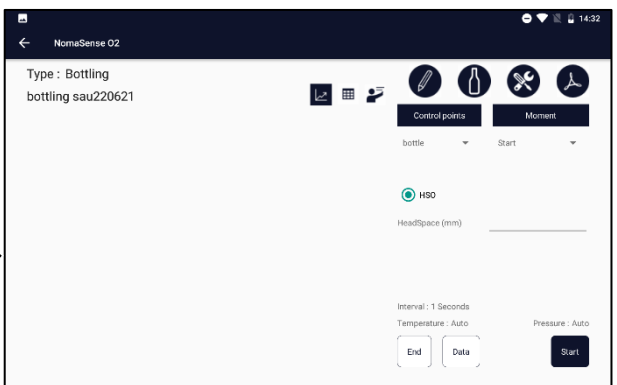 14:32
NomaSense O2
Type : Bottling
bottling sau220621
Control points Moment
bottle Start
HSO
HeadSpace (mm)
Interval : 1 Seconds
Temperature : Auto Pressure : Auto
End Data Start